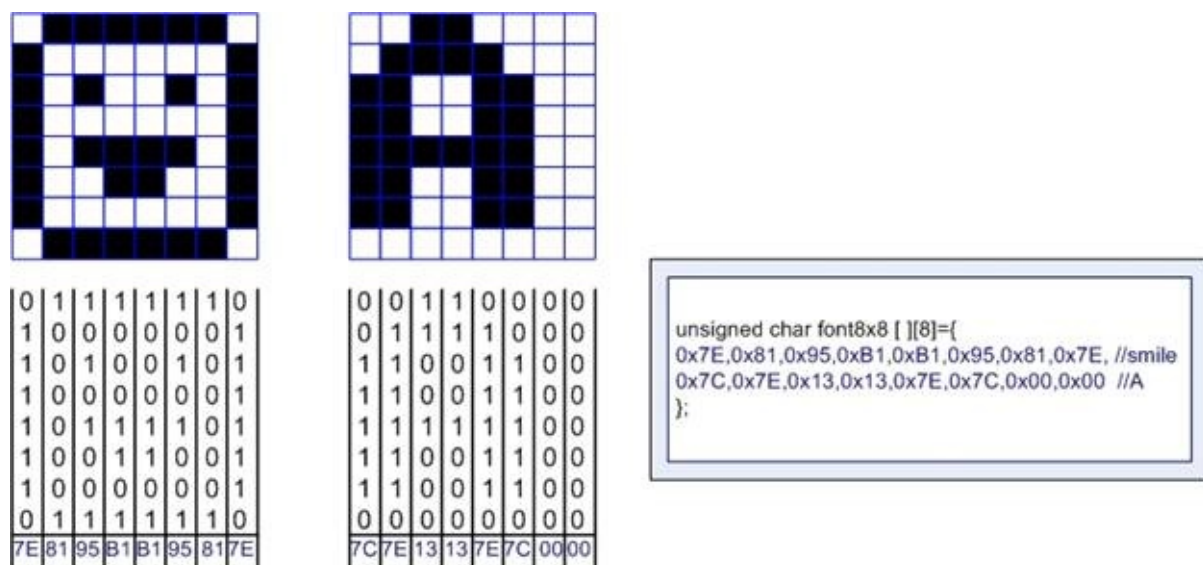 0 1 1 1 1 1 1 0
1 0 0 0 0 0 0 1
1 0 1 0 0 1 0 1
1 0 0 0 0 0 0 1
1 0 1 1 1 1 0 1
1 0 0 1 1 0 0 1
1 0 0 0 0 0 0 1
0 1 1 1 1 1 1 0
7E 81 95 B1 B1 95 81 7E
0 0 1 1 0 0 0 0
0 1 1 1 1 0 0 0
1 1 0 0 1 1 0 0
1 1 0 0 1 1 0 0
1 1 1 1 1 1 0 0
1 1 0 0 1 1 0 0
1 1 0 0 1 1 0 0
0 0 0 0 0 0 0 0
7C 7E 13 13 7E 7C 00 00
unsigned char font8x8 [ ][8]={
0x7E,0x81,0x95,0xB1,0xB1,0x95,0x81,0x7E, //smile
0x7C,0x7E,0x13,0x13,0x7E,0x7C,0x00,0x00 //A
};